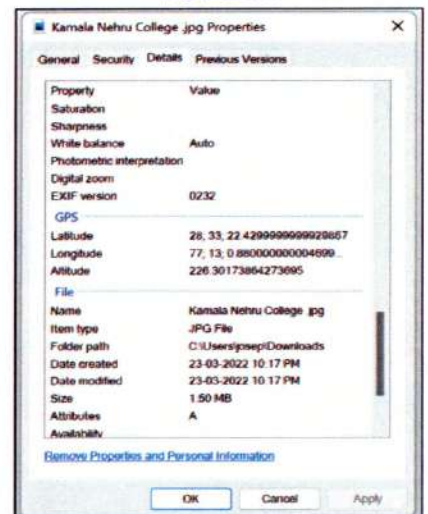 Kamala Nehru College .jpg Properties
General Security Details Previous Versions
Property Value
Saturation
Sharpness
White balance Auto
Photometric interpretation
Digital zoom
EXIF version 0232
GPS
Latitude 28; 33; 22.4299999999929867
Longitude 77; 13; 0.880000000004699...
Altitude 226.30173864273695
File
Name Kamala Nehru College .jpg
Item type JPG File
Folder path C:\Users\josep\Downloads
Date created 23-03-2022 10:17 PM
Date modified 23-03-2022 10:17 PM
Size 1.50 MB
Attributes A
Availability
Remove Properties and Personal Information
OK Cancel Apply